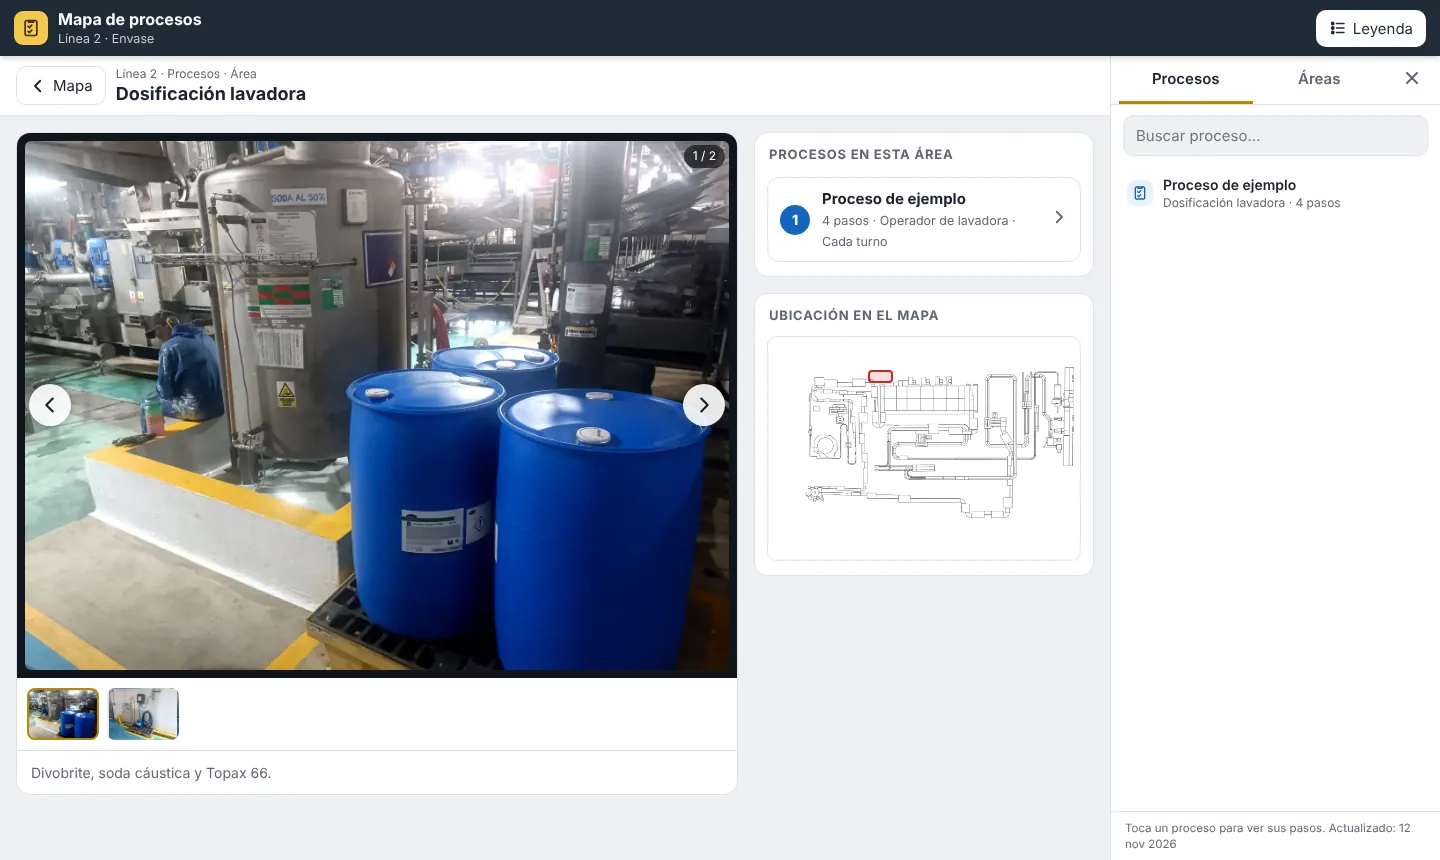 Mapa de procesos
Línea 2 · Envase
Leyenda
Mapa
Línea 2 · Procesos · Área
Dosificación lavadora
1 / 2
SODA AL 50%
Divobrite, soda cáustica y Topax 66.
PROCESOS EN ESTA ÁREA
1
Proceso de ejemplo
4 pasos · Operador de lavadora ·
Cada turno
UBICACIÓN EN EL MAPA
Procesos
Áreas
Buscar proceso...
Proceso de ejemplo
Dosificación lavadora · 4 pasos
Toca un proceso para ver sus pasos. Actualizado: 12
nov 2026